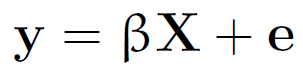 y = βX + e